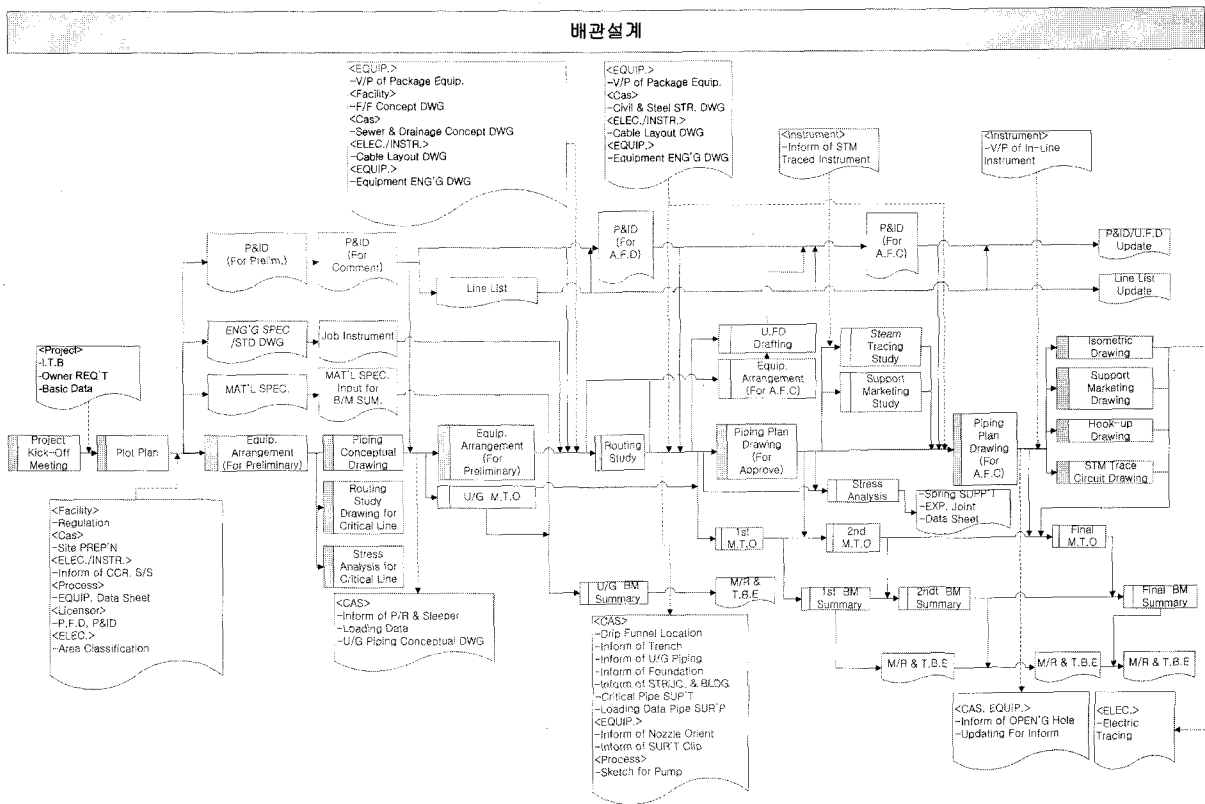 배관설계
<EQUIP.>
-V/P of Package Equip.
<Facility>
-F/F Concept DWG
<Cas>
-Sewer & Drainage Concept DWG
<ELEC./INSTR.>
-Cable Layout DWG
<EQUIP.>
-Equipment ENG'G DWG
<EQUIP.>
-V/P of Package Equip.
<Cas>
-Civil & Steel STR. DWG
<ELEC./INSTR.>
-Cable Layout DWG
<EQUIP.>
-Equipment ENG'G DWG
<Instrument>
-Inform of STM
Traced Instrument
<Instrument>
-V/P of In-Line
Instrument
P&ID
(For Prelim.)
P&ID
(For
Comment)
P&ID
(For
A.F.D)
P&ID
(For
A.F.C)
P&ID/U.F.D
Update
Line List
Line List
Update
ENG'G SPEC
/STD DWG
Job Instrument
U.FD
Drafting
Steam
Tracing
Study
Isometric
Drawing
<Project>
-I.T.B
-Owner REQ'T
-Basic Data
MAT'L SPEC.
MAT'L SPEC.
Input for
B/M SUM.
Equip.
Arrangement
(For A.F.C)
Support
Marketing
Study
Support
Marketing
Drawing
Project
Kick-Off
Meeting
Plot Plan
Equip.
Arrangement
(For Preliminary)
Piping
Conceptual
Drawing
Equip.
Arrangement
(For Preliminary)
Routing
Study
Piping Plan
Drawing
(For
Approve)
Piping
Plan
Drawing
(For
A.F.C)
Hook-up
Drawing
STM Trace
Circuit Drawing
U/G M.T.O
Routing
Study
Drawing for
Critical Line
Stress
Analysis
-Spring SUPP'T
-EXP. Joint
-Data Sheet
<Facility>
-Regulation
<Cas>
-Site PREP'N
<ELEC./INSTR.>
-Inform of CCR. S/S
<Process>
-EQUIP. Data Sheet
<Licensor>
-P.F.D, P&ID
<ELEC.>
-Area Classification
Stress
Analysis for
Critical Line
1st
M.T.O
2nd
M.T.O
Final
M.T.O
U/G BM
Summary
M/R &
T.B.E
1st BM
Summary
2ndt BM
Summary
Final BM
Summary
<CAS>
-Inform of P/R & Sleeper
-Loading Data
-U/G Piping Conceptual DWG
<CAS>
-Drip Funnel Location
-Inform of Trench
-Inform of U/G Piping
-Inform of Foundation
-Inform of STRUC. & BLDG.
-Critical Pipe SUP'T
-Loading Data Pipe SUR'P
<EQUIP.>
-Inform of Nozzle Orient
-Inform of SUR'T Clip
<Process>
-Sketch for Pump
M/R & T.B.E
M/R & T.B.E
M/R & T.B.E
<CAS, EQUIP.>
-Inform of OPEN'G Hole
-Updating For Inform
<ELEC.>
-Electric
Tracing